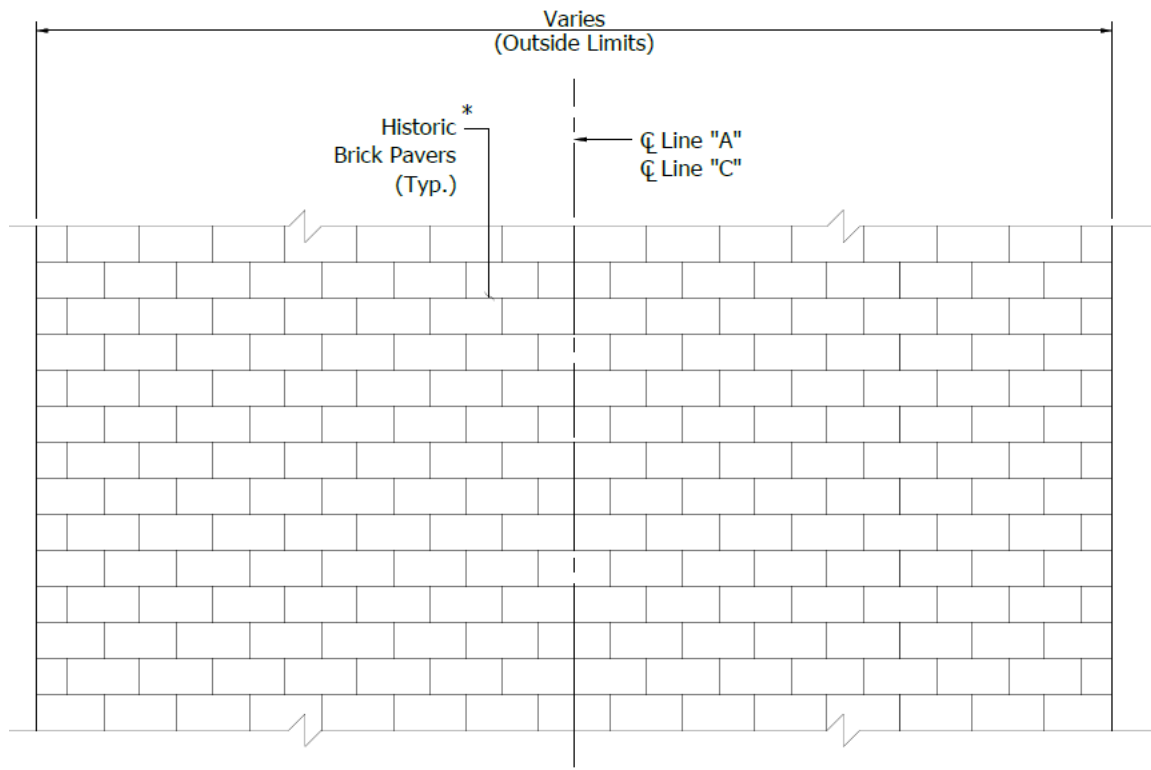 Varies
(Outside Limits)
*
Historic
Brick Pavers
(Typ.)
℄ Line "A"
℄ Line "C"